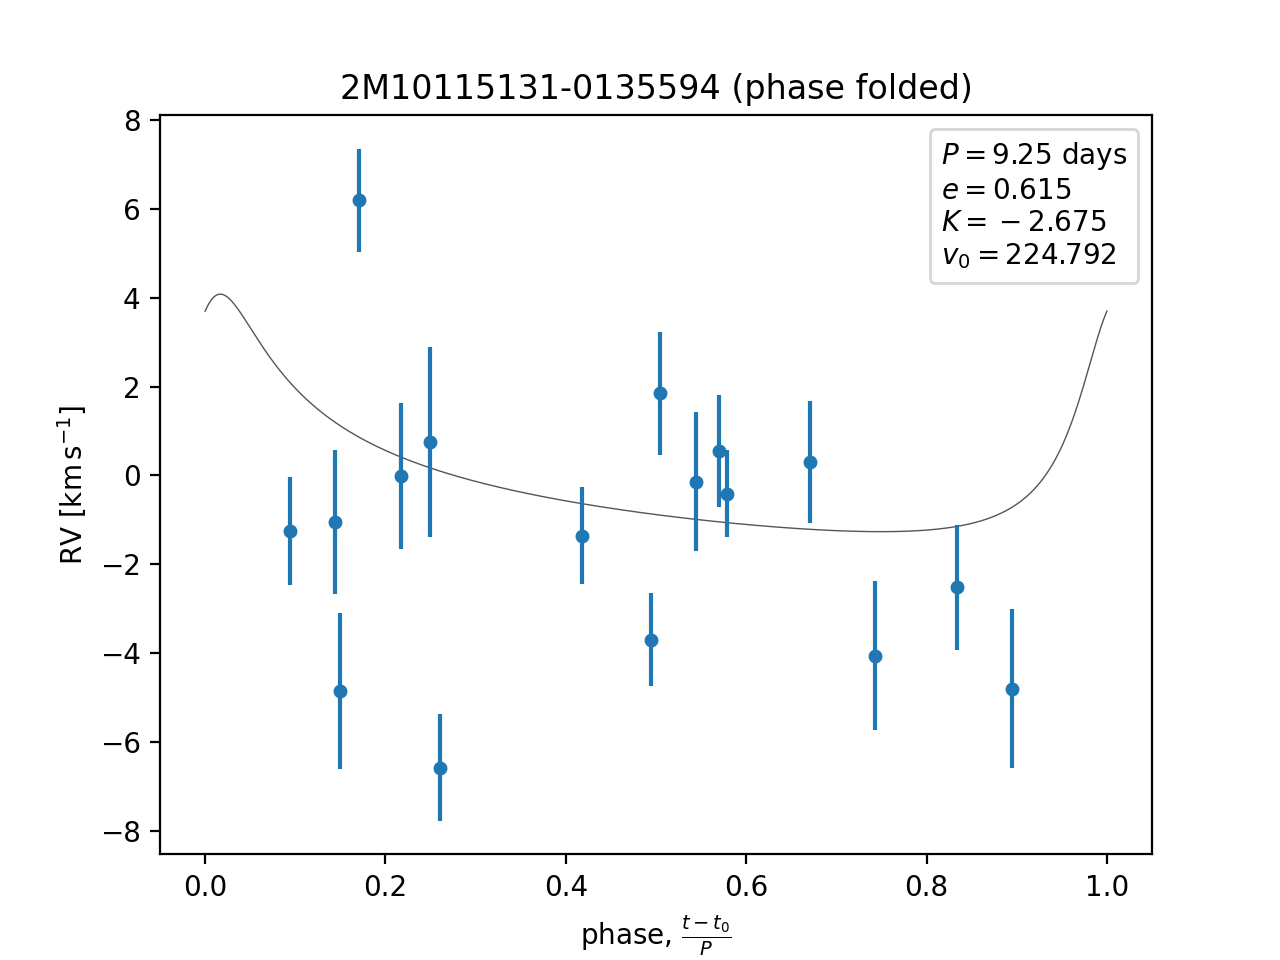 2M10115131-0135594 (phase folded)
P = 9.25 days
e = 0.615
K = −2.675
v₀ = 224.792
RV [km s⁻¹]
8
6
4
2
0
−2
−4
−6
−8
0.0 0.2 0.4 0.6 0.8 1.0
phase, (t − t₀)/P